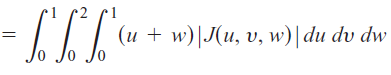 = ∫₀¹ ∫₀² ∫₀¹ (u + w)|J(u, v, w)| du dv dw